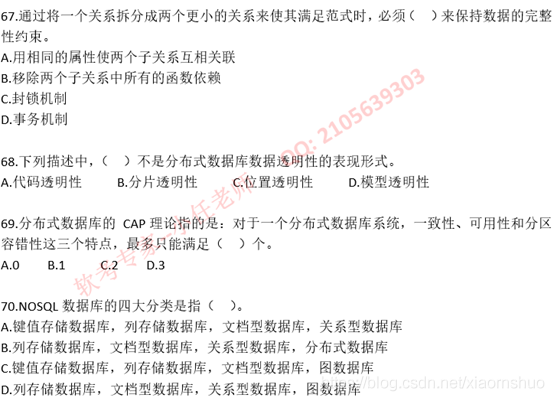 67.通过将一个关系拆分成两个更小的关系来使其满足范式时，必须（ ）来保持数据的完整
性约束。
A.用相同的属性使两个子关系互相关联
B.移除两个子关系中所有的函数依赖
C.封锁机制
D.事务机制
68.下列描述中，（ ）不是分布式数据库数据透明性的表现形式。
A.代码透明性 B.分片透明性 C.位置透明性 D.模型透明性
69.分布式数据库的 CAP 理论指的是：对于一个分布式数据库系统，一致性、可用性和分区
容错性这三个特点，最多只能满足（ ）个。
A.0 B.1 C.2 D.3
70.NOSQL 数据库的四大分类是指（ ）。
A.键值存储数据库，列存储数据库，文档型数据库，关系型数据库
B.列存储数据库，文档型数据库，关系型数据库，分布式数据库
C.键值存储数据库，列存储数据库，文档型数据库，图数据库
D.列存储数据库，文档型数据库，关系型数据库，图数据库
软考专家-小任老师 QQ: 2105639303
https://blog.csdn.net/xiaomshuo